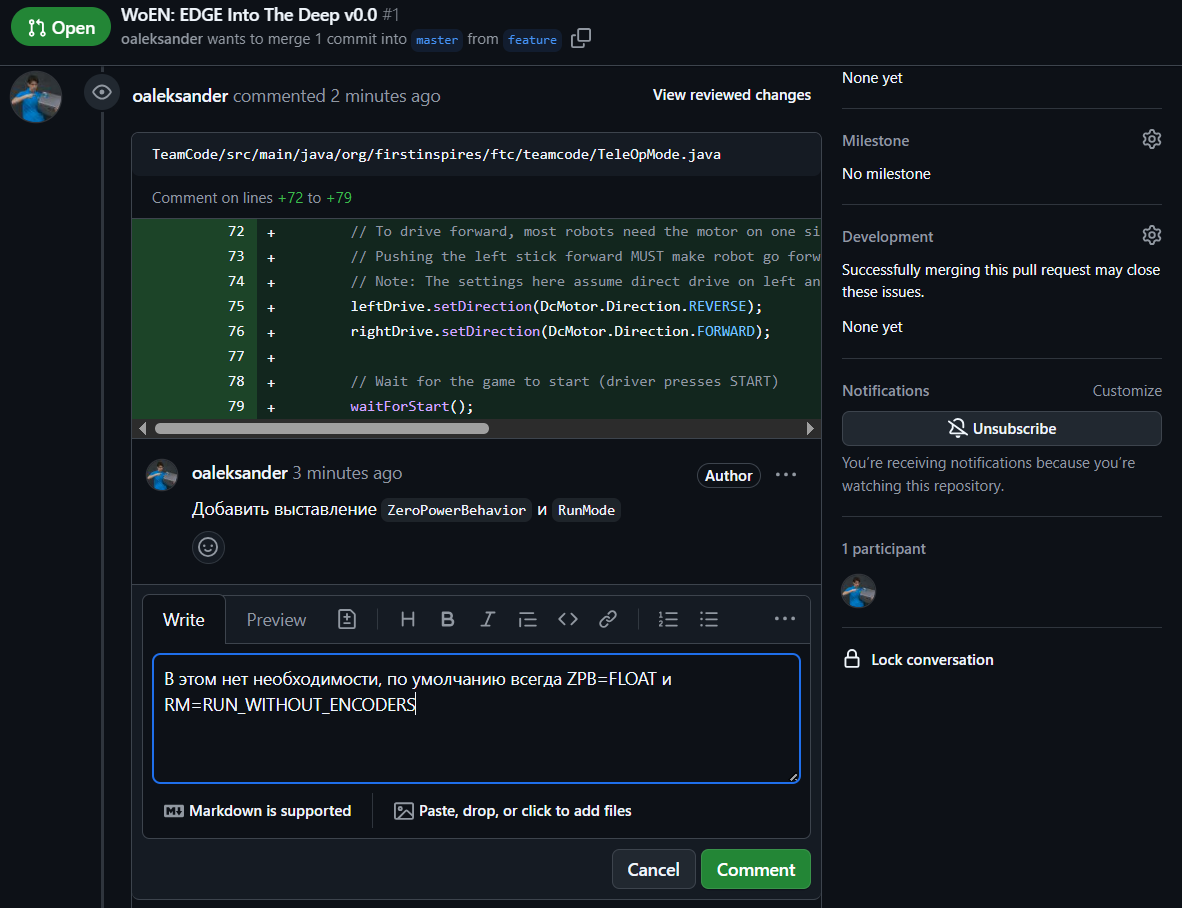 Open
WoEN: EDGE Into The Deep v0.0 #1
oaleksander wants to merge 1 commit into master from feature
oaleksander commented 2 minutes ago
View reviewed changes
TeamCode/src/main/java/org/firstinspires/ftc/teamcode/TeleOpMode.java
Comment on lines +72 to +79
72 + // To drive forward, most robots need the motor on one si
73 + // Pushing the left stick forward MUST make robot go forw
74 + // Note: The settings here assume direct drive on left an
75 + leftDrive.setDirection(DcMotor.Direction.REVERSE);
76 + rightDrive.setDirection(DcMotor.Direction.FORWARD);
77 +
78 + // Wait for the game to start (driver presses START)
79 + waitForStart();
oaleksander 3 minutes ago
Author
Добавить выставление ZeroPowerBehavior и RunMode
Write
Preview
В этом нет необходимости, по умолчанию всегда ZPB=FLOAT и
RM=RUN_WITHOUT_ENCODERS
Markdown is supported
Paste, drop, or click to add files
Cancel
Comment
None yet
Milestone
No milestone
Development
Successfully merging this pull request may close
these issues.
None yet
Notifications
Customize
Unsubscribe
You’re receiving notifications because you’re
watching this repository.
1 participant
Lock conversation